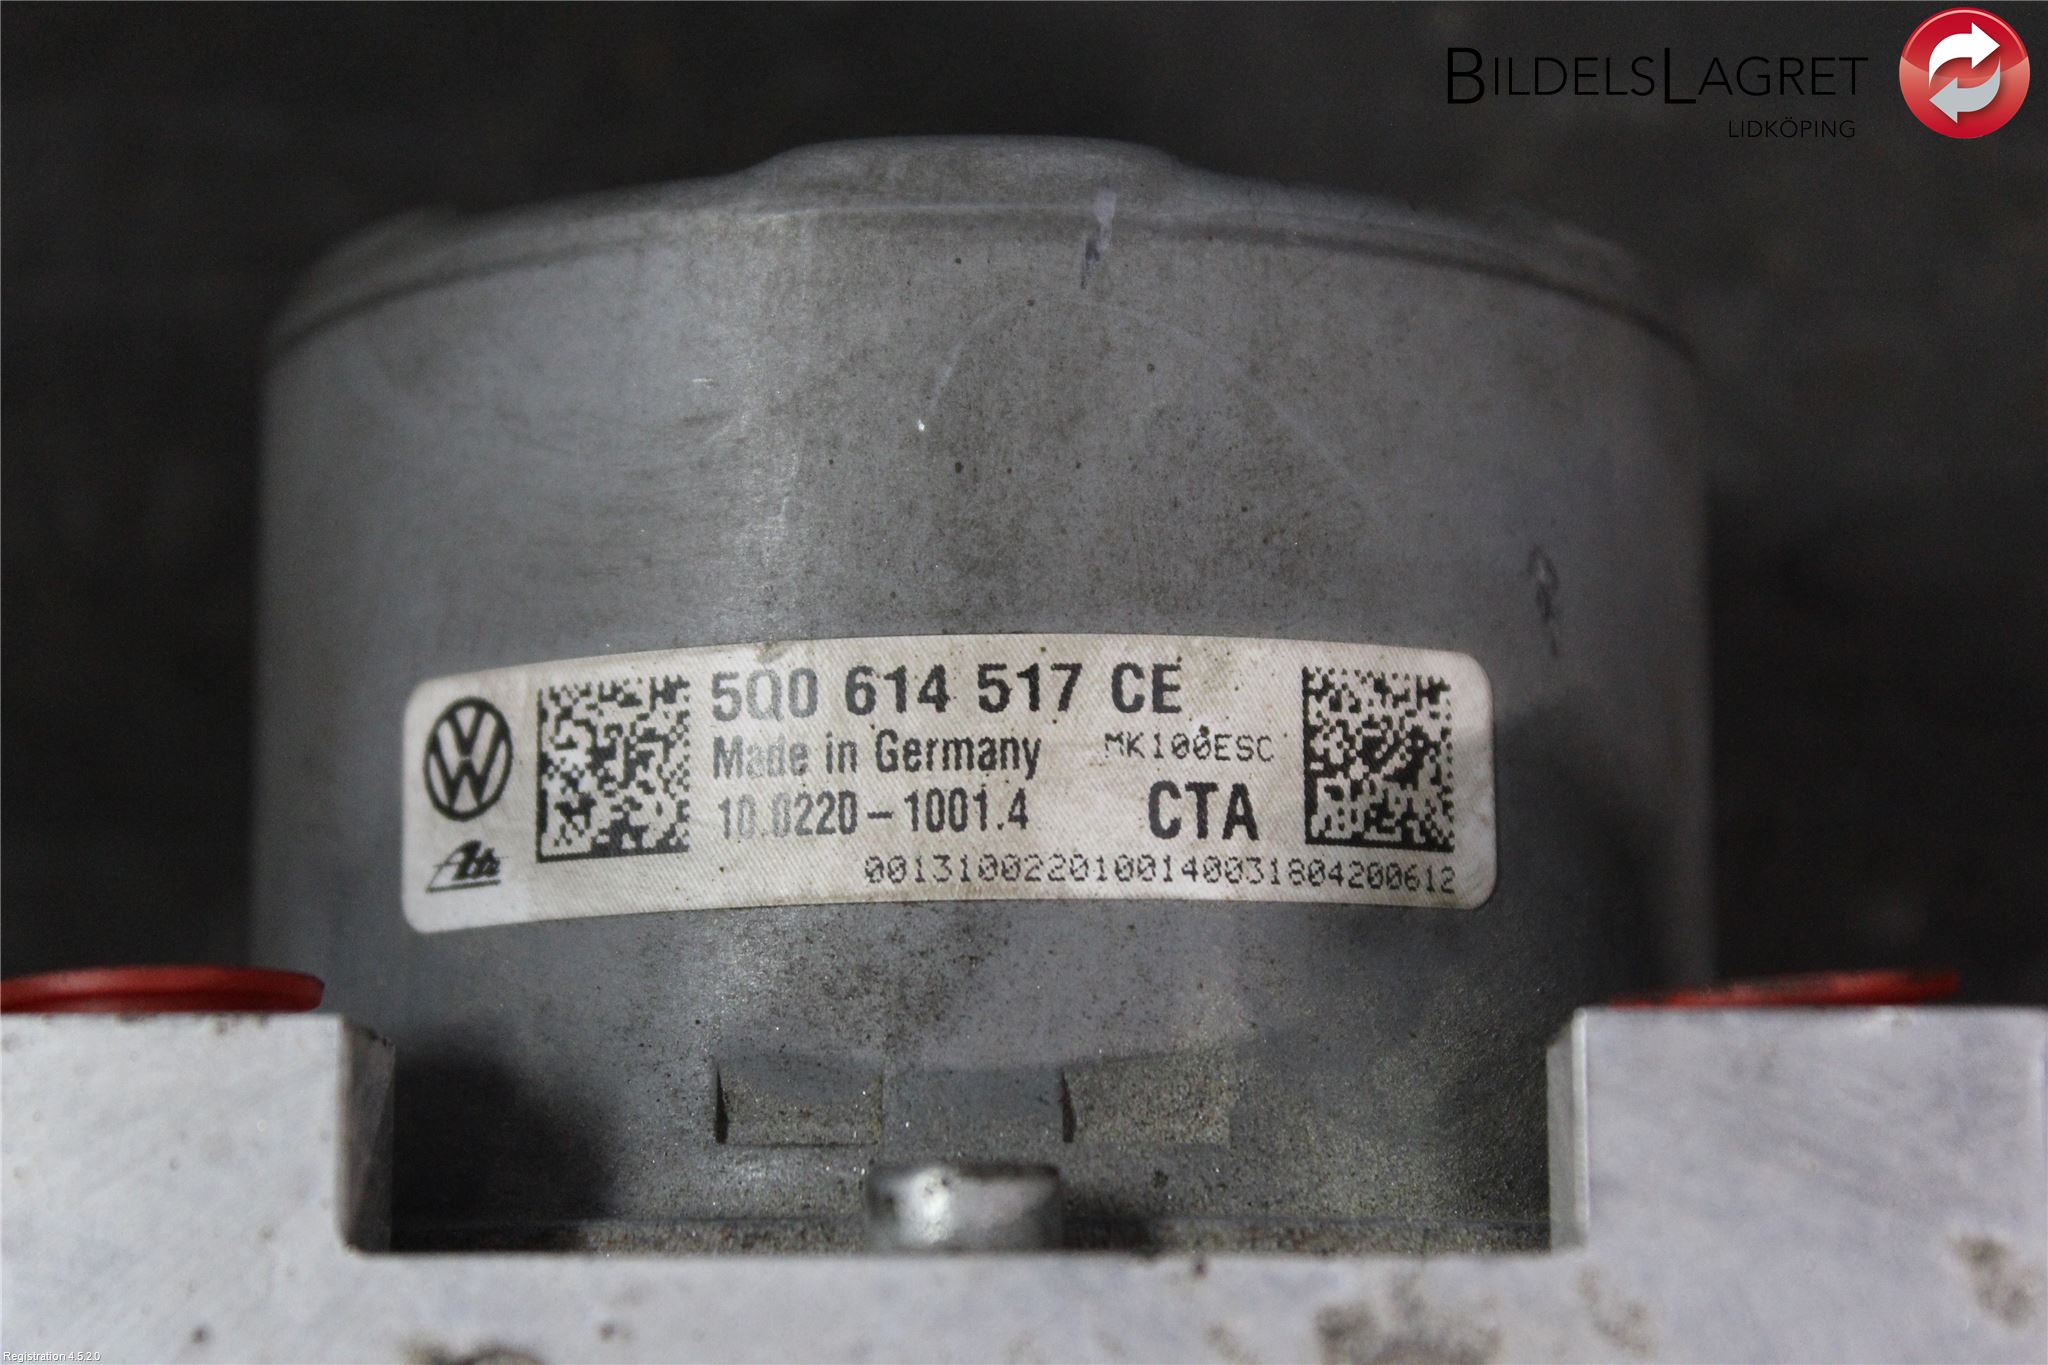 BILDELSLAGRET
LIDKÖPING
5Q0 614 517 CE
Made in Germany MK100ESC
10.0220-1001.4 CTA
Ate
0013100220100140031804200612
Registration 4.5.2.0